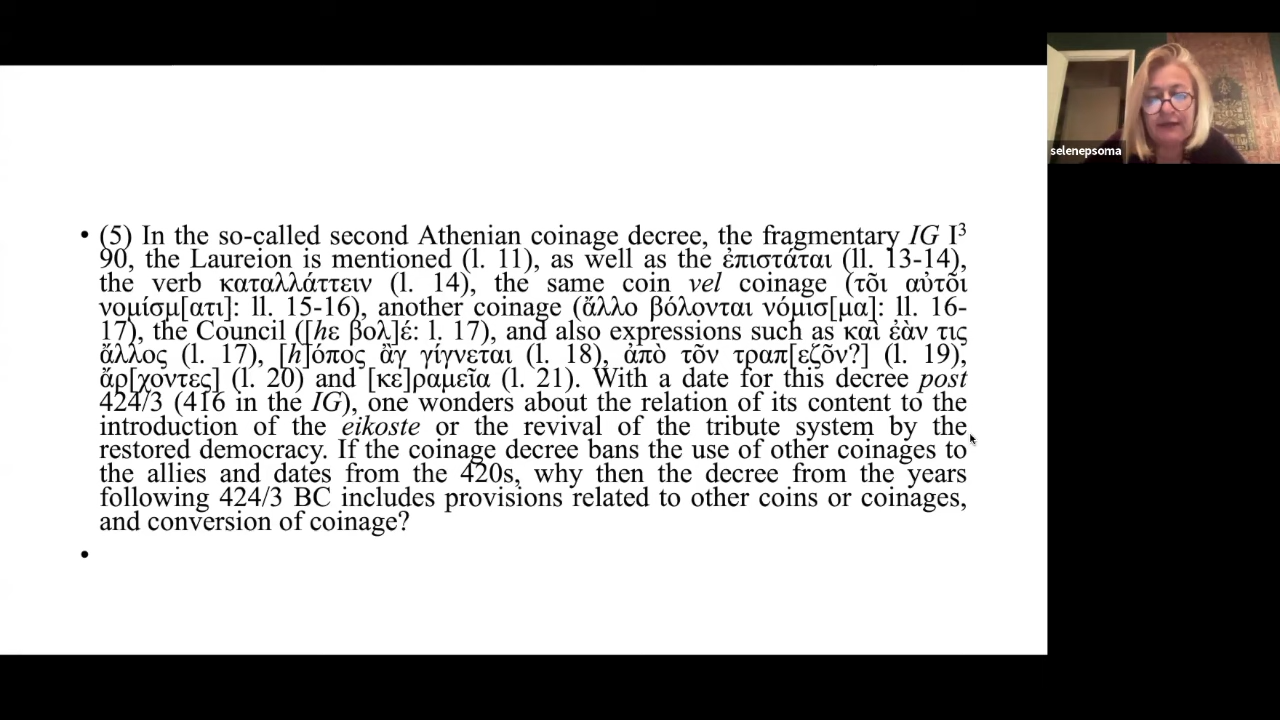 • (5) In the so-called second Athenian coinage decree, the fragmentary IG I³
90, the Laureion is mentioned (l. 11), as well as the ἐπιστάται (ll. 13-14),
the verb καταλλάττειν (l. 14), the same coin vel coinage (τõι αὐτõι
νομίσμ[ατι]: ll. 15-16), another coinage (ἄλλο βόλονται νόμισ[μα]: ll. 16-
17), the Council ([hε βολ]έ: l. 17), and also expressions such as καὶ ἐὰν τις
ἄλλος (l. 17), [h]όπος ἂγ γίγνεται (l. 18), ἀπὸ τõν τραπ[εζõν?] (l. 19),
ἄρ[χοντες] (l. 20) and [κε]ραμεῖα (l. 21). With a date for this decree post
424/3 (416 in the IG), one wonders about the relation of its content to the
introduction of the eikoste or the revival of the tribute system by the
restored democracy. If the coinage decree bans the use of other coinages to
the allies and dates from the 420s, why then the decree from the years
following 424/3 BC includes provisions related to other coins or coinages,
and conversion of coinage?
•
selenepsoma